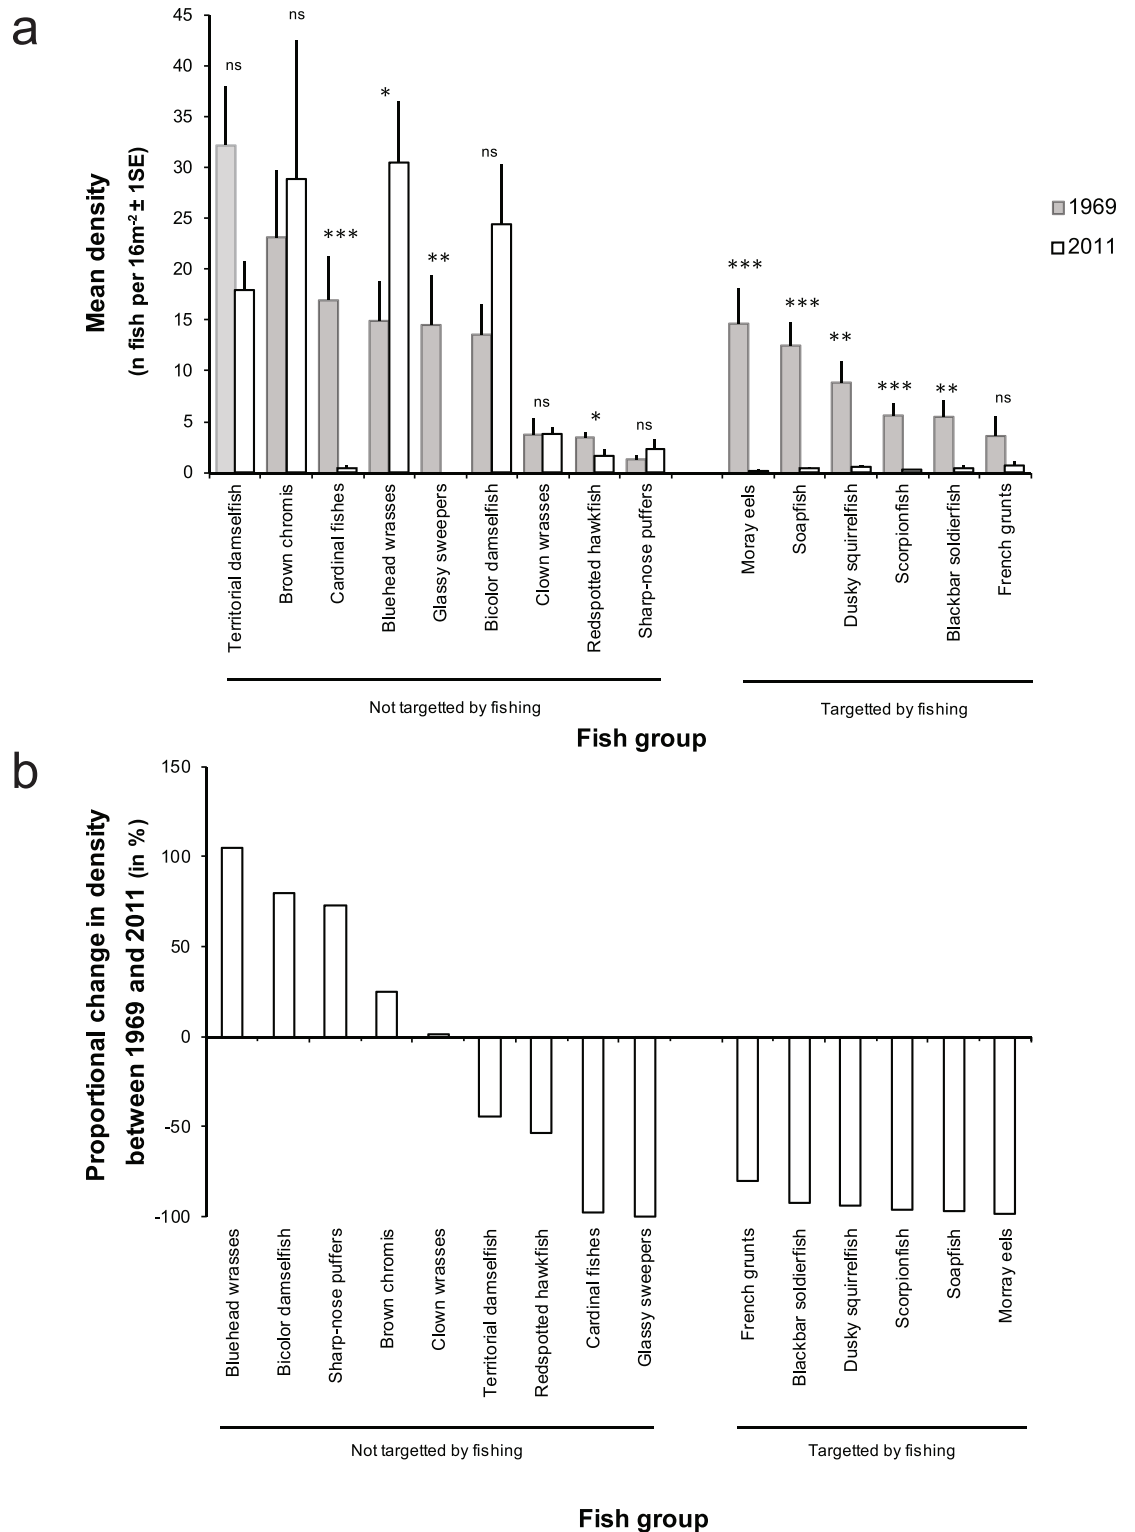 a
45
40
35
30
25
20
15
10
5
0
Mean density
(n fish per 16m⁻² ± 1SE)
ns
ns
***
*
**
ns
ns
*
ns
***
***
**
***
**
ns
1969
2011
Territorial damselfish
Brown chromis
Cardinal fishes
Bluehead wrasses
Glassy sweepers
Bicolor damselfish
Clown wrasses
Redspotted hawkfish
Sharp-nose puffers
Moray eels
Soapfish
Dusky squirrelfish
Scorpionfish
Blackbar soldierfish
French grunts
Not targetted by fishing
Targetted by fishing
Fish group
b
150
100
50
0
-50
-100
Proportional change in density
between 1969 and 2011 (in %)
Bluehead wrasses
Bicolor damselfish
Sharp-nose puffers
Brown chromis
Clown wrasses
Territorial damselfish
Redspotted hawkfish
Cardinal fishes
Glassy sweepers
French grunts
Blackbar soldierfish
Dusky squirrelfish
Scorpionfish
Soapfish
Morray eels
Not targetted by fishing
Targetted by fishing
Fish group